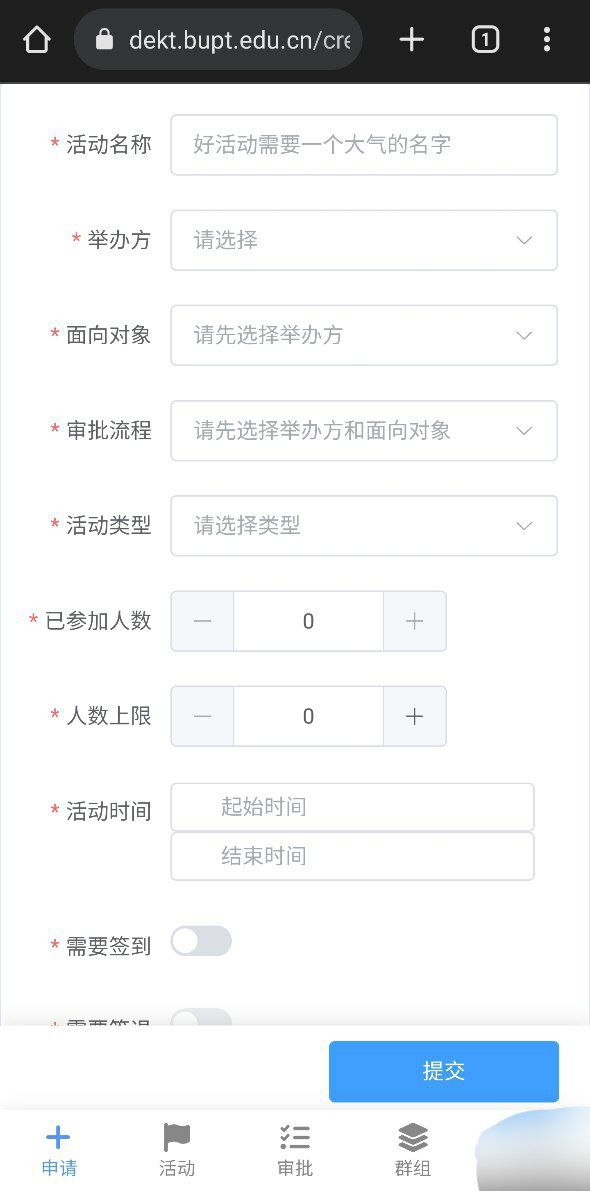 dekt.bupt.edu.cn/cre
1
* 活动名称 好活动需要一个大气的名字
* 举办方 请选择
* 面向对象 请先选择举办方
* 审批流程 请先选择举办方和面向对象
* 活动类型 请选择类型
* 已参加人数 0
* 人数上限 0
* 活动时间 起始时间
结束时间
* 需要签到
提交
申请 活动 审批 群组